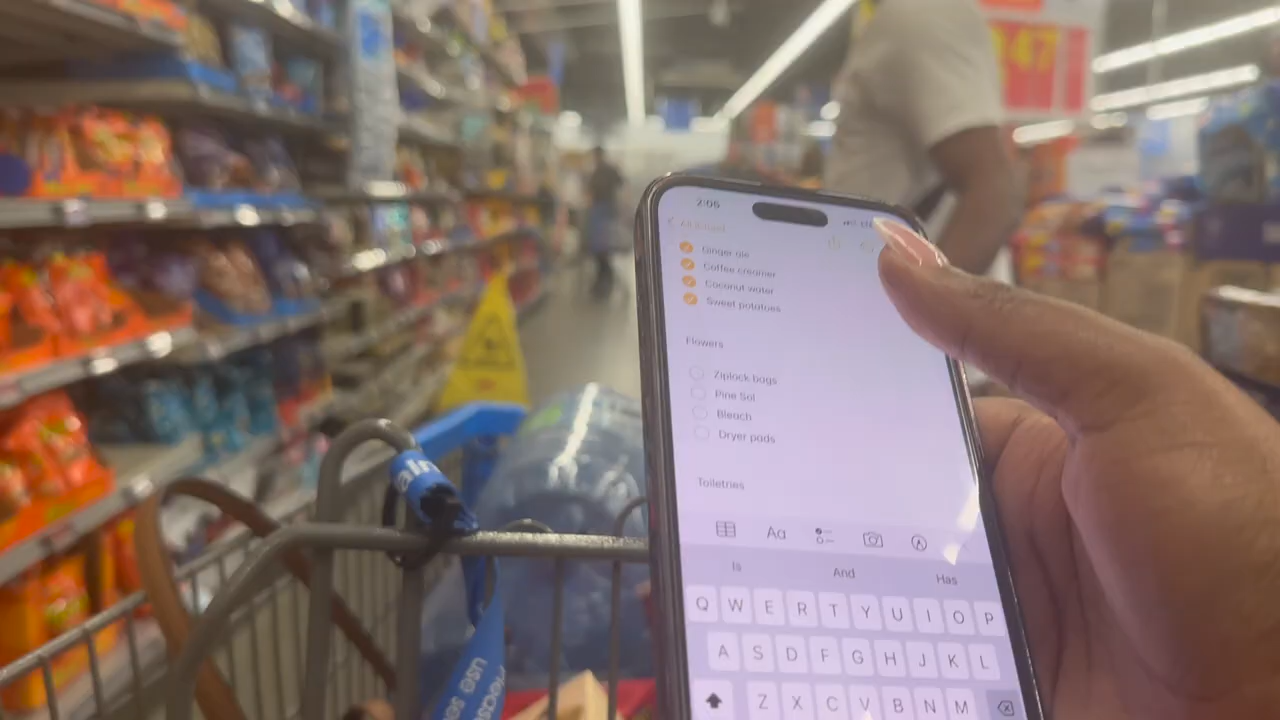 2:06
Ginger ale
Coffee creamer
Coconut water
Sweet potatoes
Flowers
Ziplock bags
Pine Sol
Bleach
Dryer pads
Toiletries
Aa
Is And Has
Q W E R T Y U I O P
A S D F G H J K L
Z X C V B N M